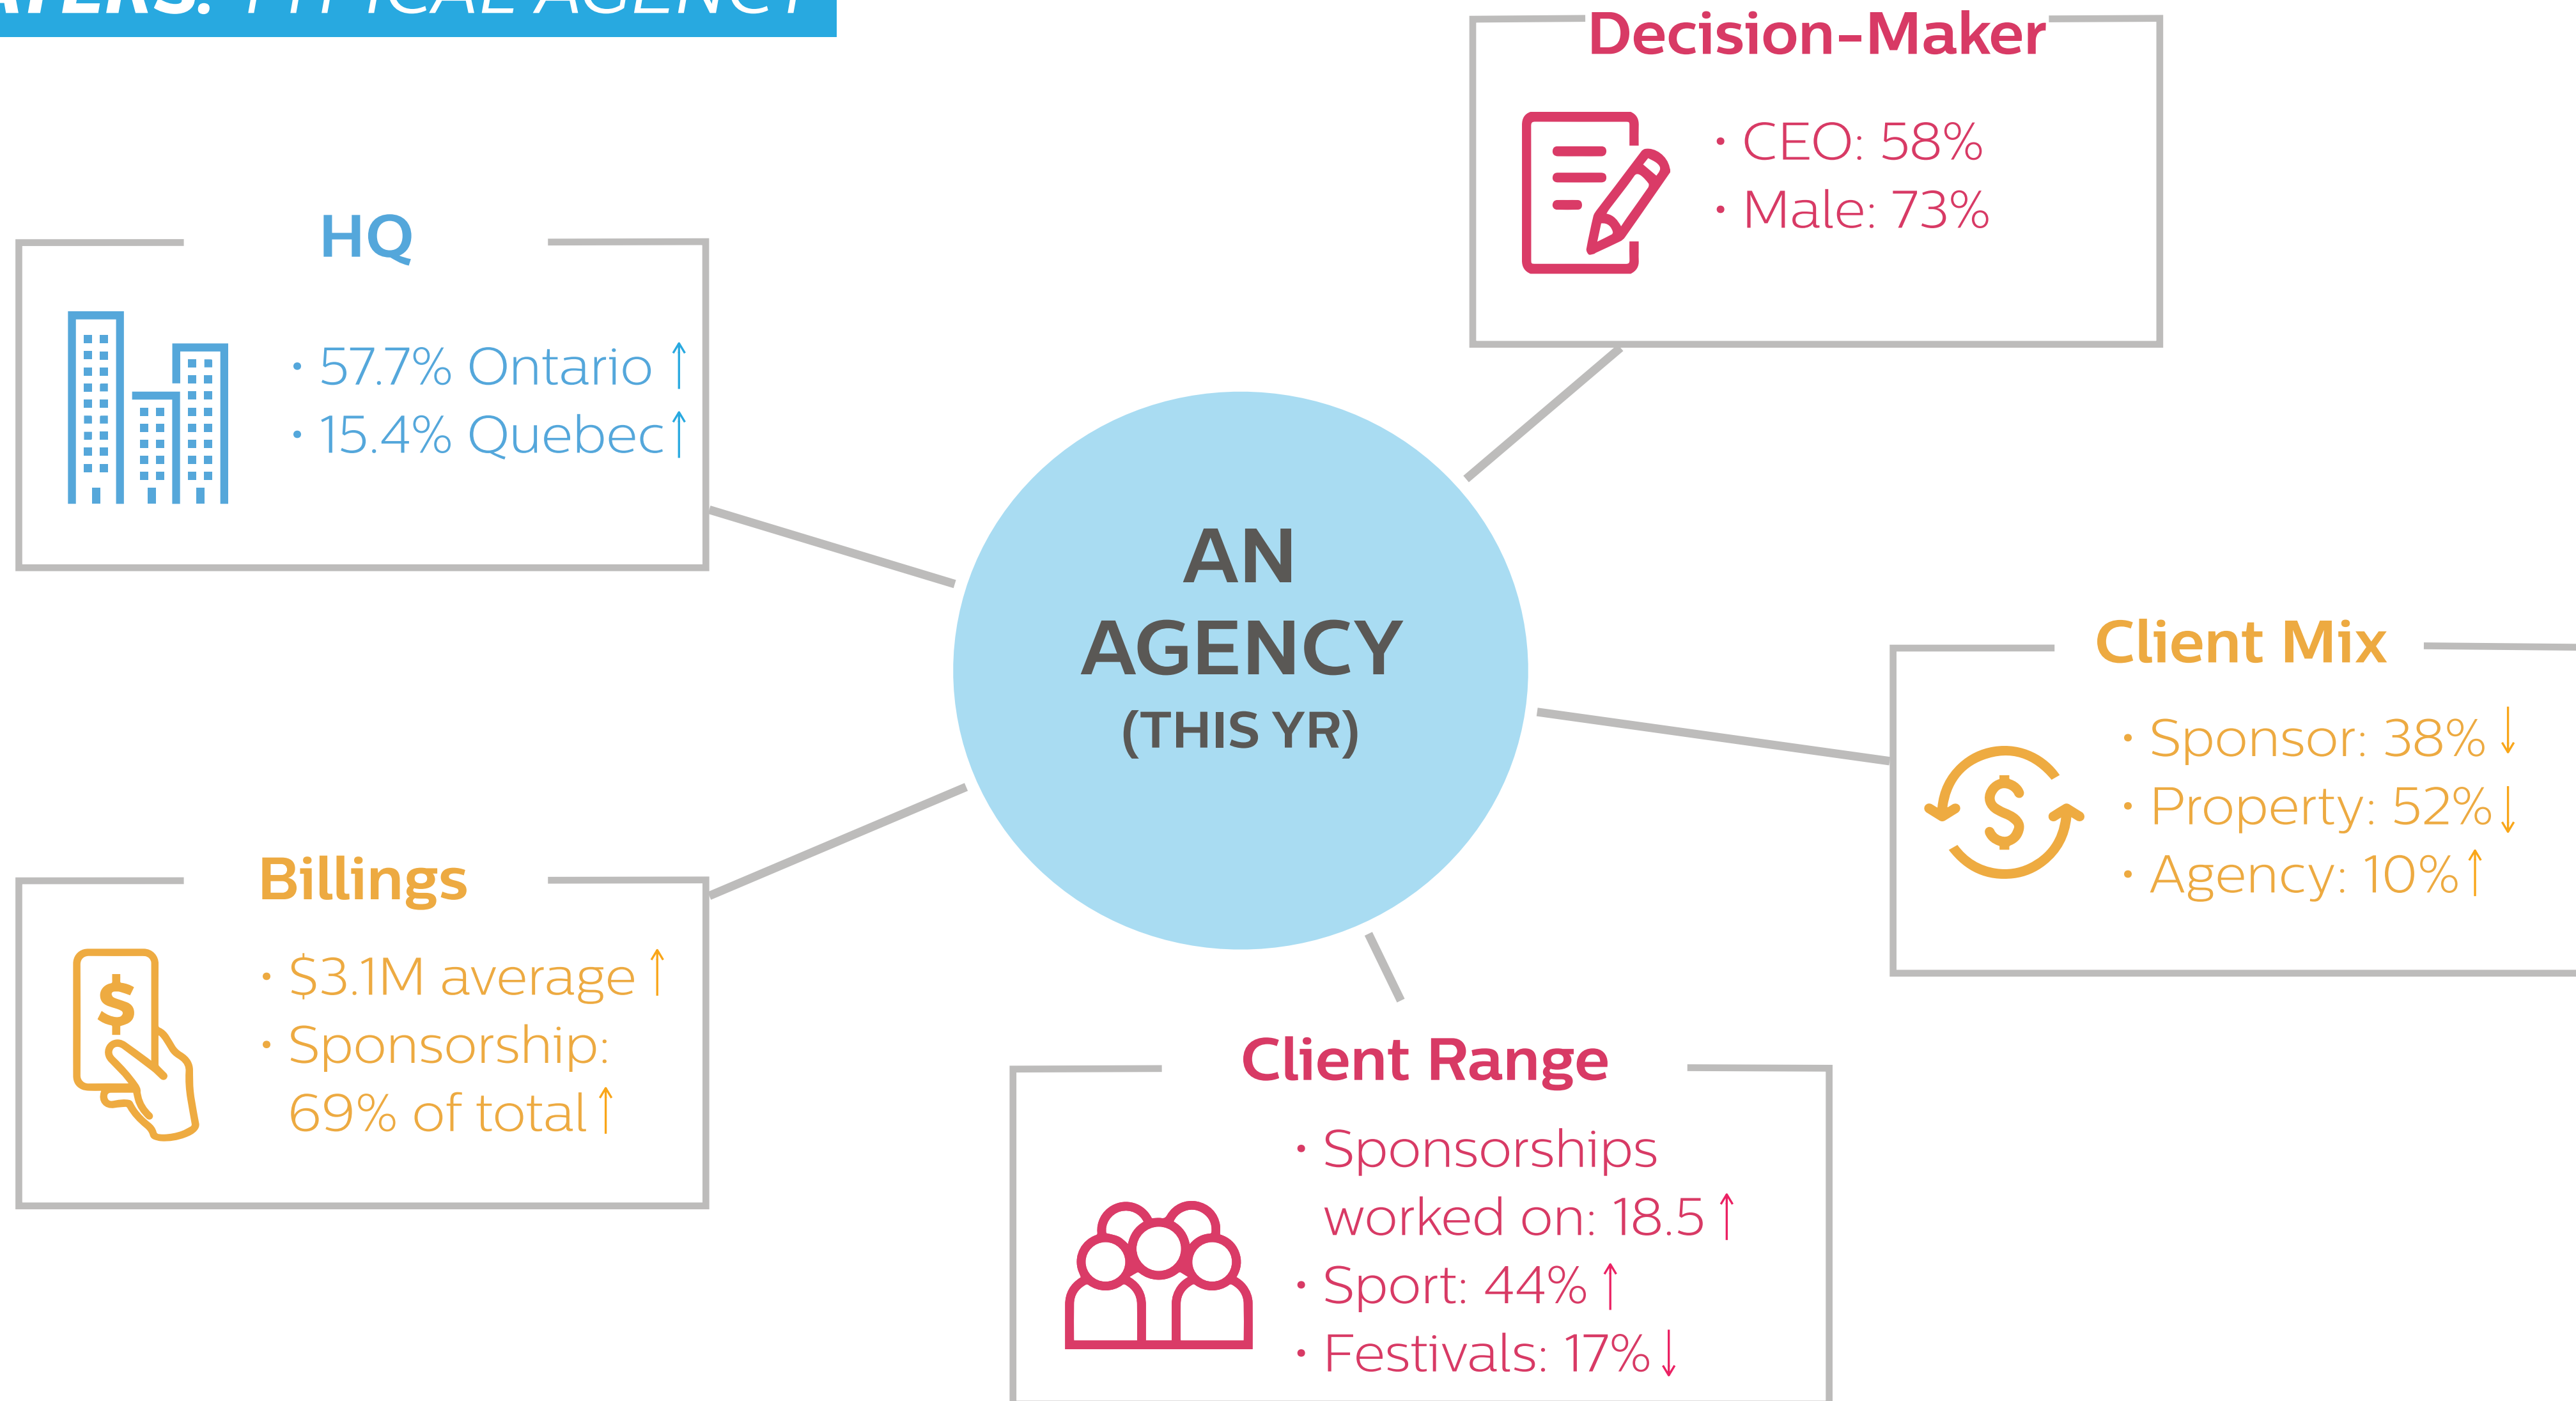 TYPICAL AGENCY
Decision-Maker
• CEO: 58%
• Male: 73%
HQ
• 57.7% Ontario ↑
• 15.4% Quebec ↑
AN
AGENCY
(THIS YR)
Client Mix
• Sponsor: 38% ↓
• Property: 52% ↓
• Agency: 10% ↑
Billings
• $3.1M average ↑
• Sponsorship:
69% of total ↑
Client Range
• Sponsorships
worked on: 18.5 ↑
• Sport: 44% ↑
• Festivals: 17% ↓